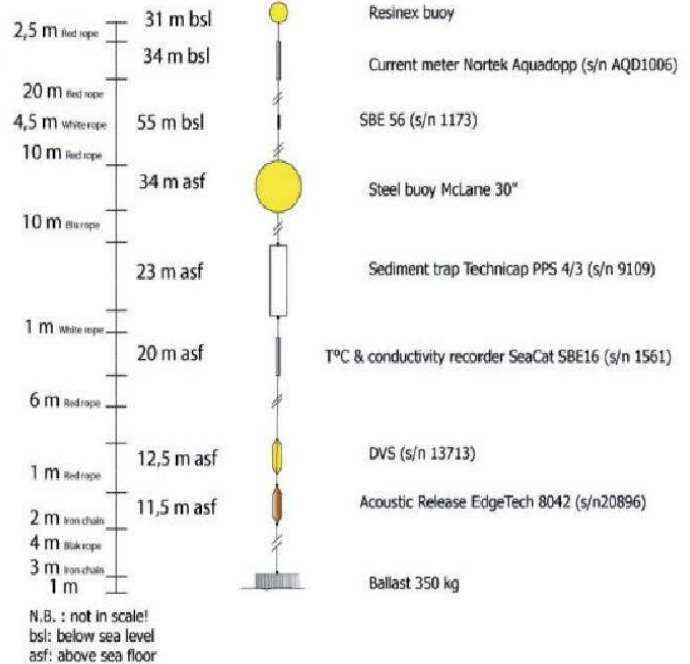 31 m bsl Resinex buoy
2,5 m Red rope
34 m bsl Current meter Nortek Aquadopp (s/n AQD1006)
20 m Red rope
4,5 m White rope 55 m bsl SBE 56 (s/n 1173)
10 m Red rope
34 m asf Steel buoy McLane 30"
10 m Blu rope
23 m asf Sediment trap Technicap PPS 4/3 (s/n 9109)
1 m White rope
20 m asf TºC & conductivity recorder SeaCat SBE16 (s/n 1561)
6 m Red rope
12,5 m asf DVS (s/n 13713)
1 m Red rope
11,5 m asf Acoustic Release EdgeTech 8042 (s/n20896)
2 m Iron chain
4 m Blak rope
3 m Iron chain
1 m Ballast 350 kg
N.B. : not in scale!
bsl: below sea level
asf: above sea floor